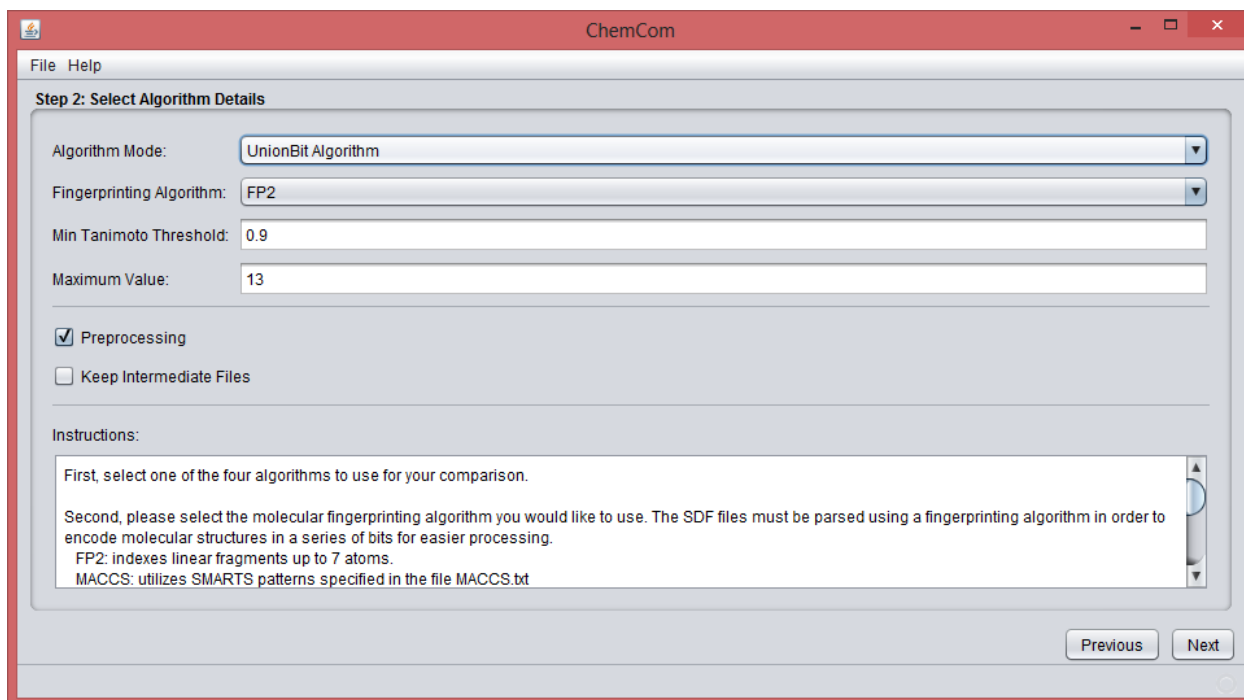 ChemCom
File Help
Step 2: Select Algorithm Details
Algorithm Mode: UnionBit Algorithm
Fingerprinting Algorithm: FP2
Min Tanimoto Threshold: 0.9
Maximum Value: 13
Preprocessing
Keep Intermediate Files
Instructions:
First, select one of the four algorithms to use for your comparison.
Second, please select the molecular fingerprinting algorithm you would like to use. The SDF files must be parsed using a fingerprinting algorithm in order to
encode molecular structures in a series of bits for easier processing.
FP2: indexes linear fragments up to 7 atoms.
MACCS: utilizes SMARTS patterns specified in the file MACCS.txt
Previous Next